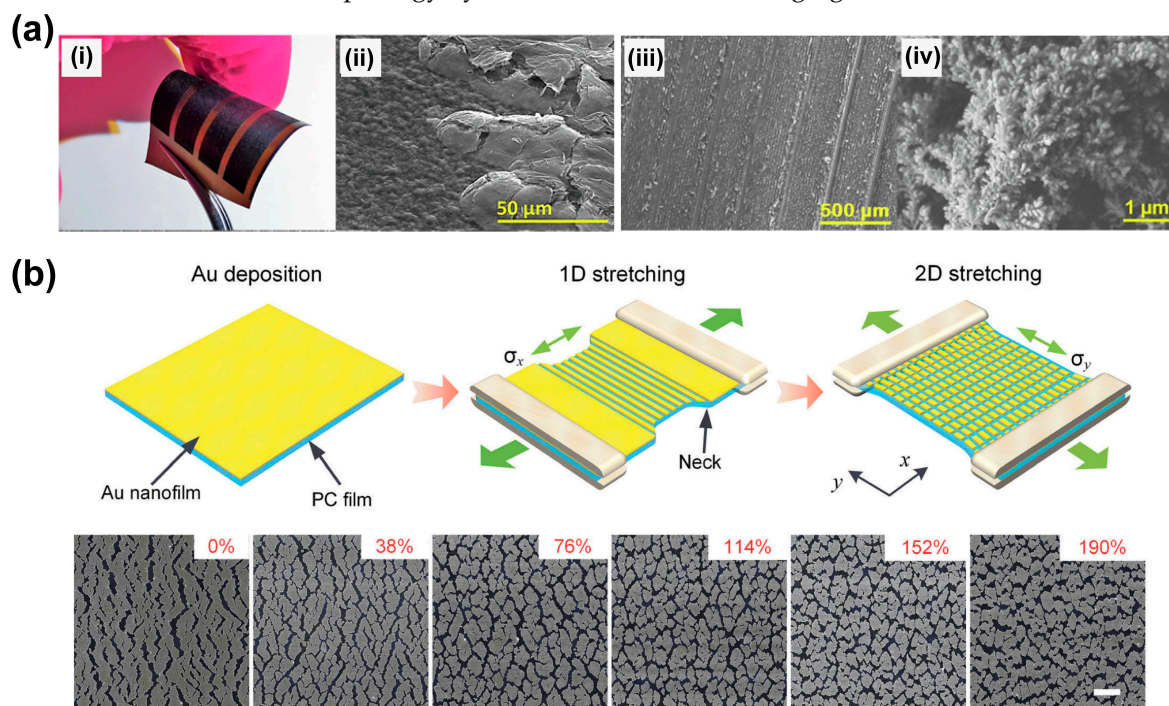 (a)
(i)
(ii)
(iii)
(iv)
50 µm
500 µm
1 µm
(b)
Au deposition
1D stretching
2D stretching
σx
σy
Au nanofilm
PC film
Neck
y
x
0%
38%
76%
114%
152%
190%